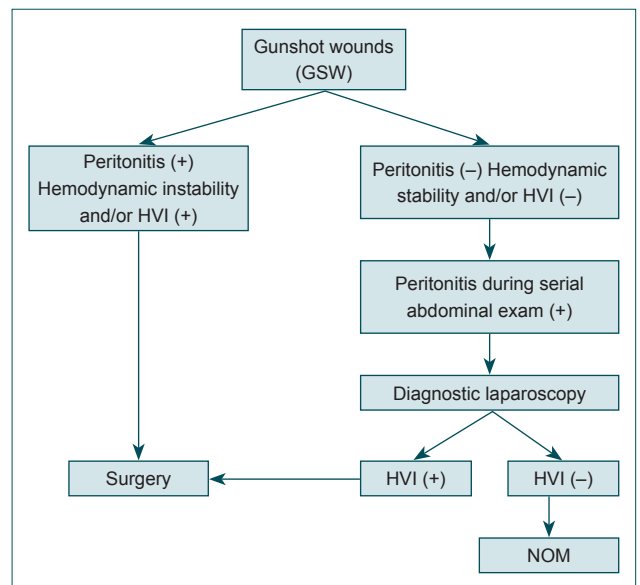 Gunshot wounds
(GSW)
Peritonitis (+)
Hemodynamic instability
and/or HVI (+)
Peritonitis (–) Hemodynamic
stability and/or HVI (–)
Peritonitis during serial
abdominal exam (+)
Diagnostic laparoscopy
Surgery
HVI (+)
HVI (–)
NOM